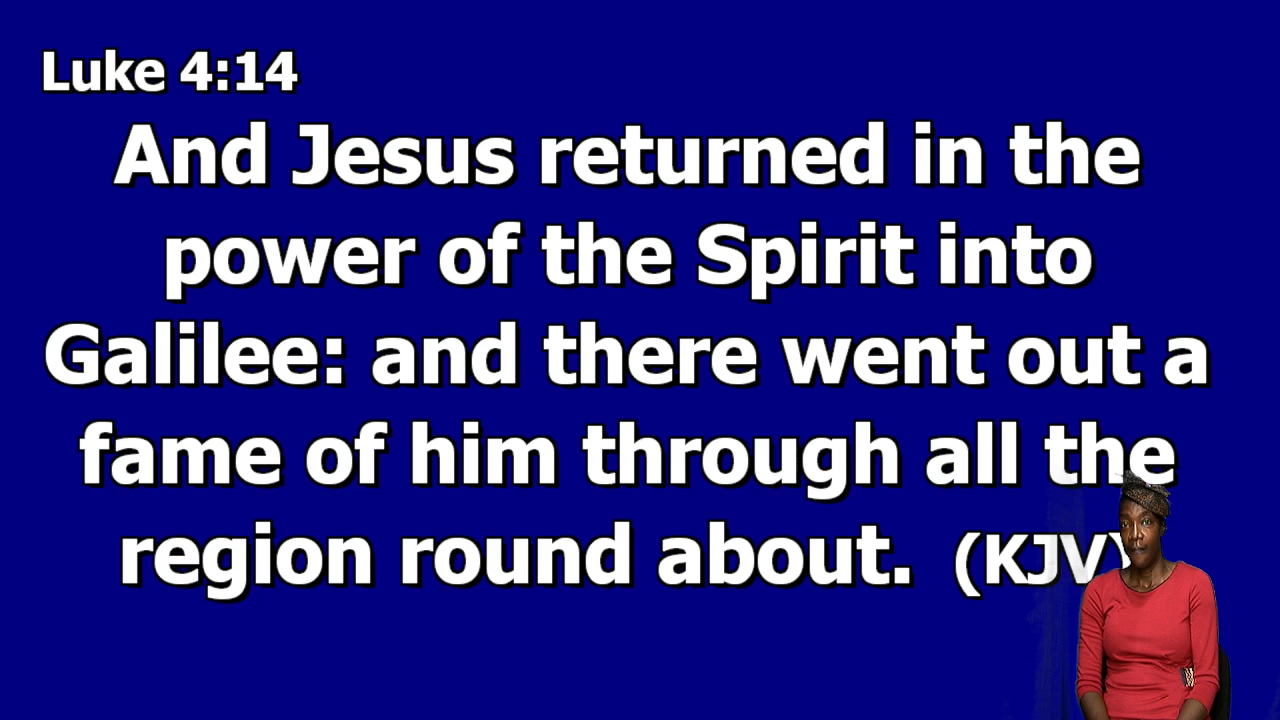 Luke 4:14
And Jesus returned in the
power of the Spirit into
Galilee: and there went out a
fame of him through all the
region round about. (KJV)